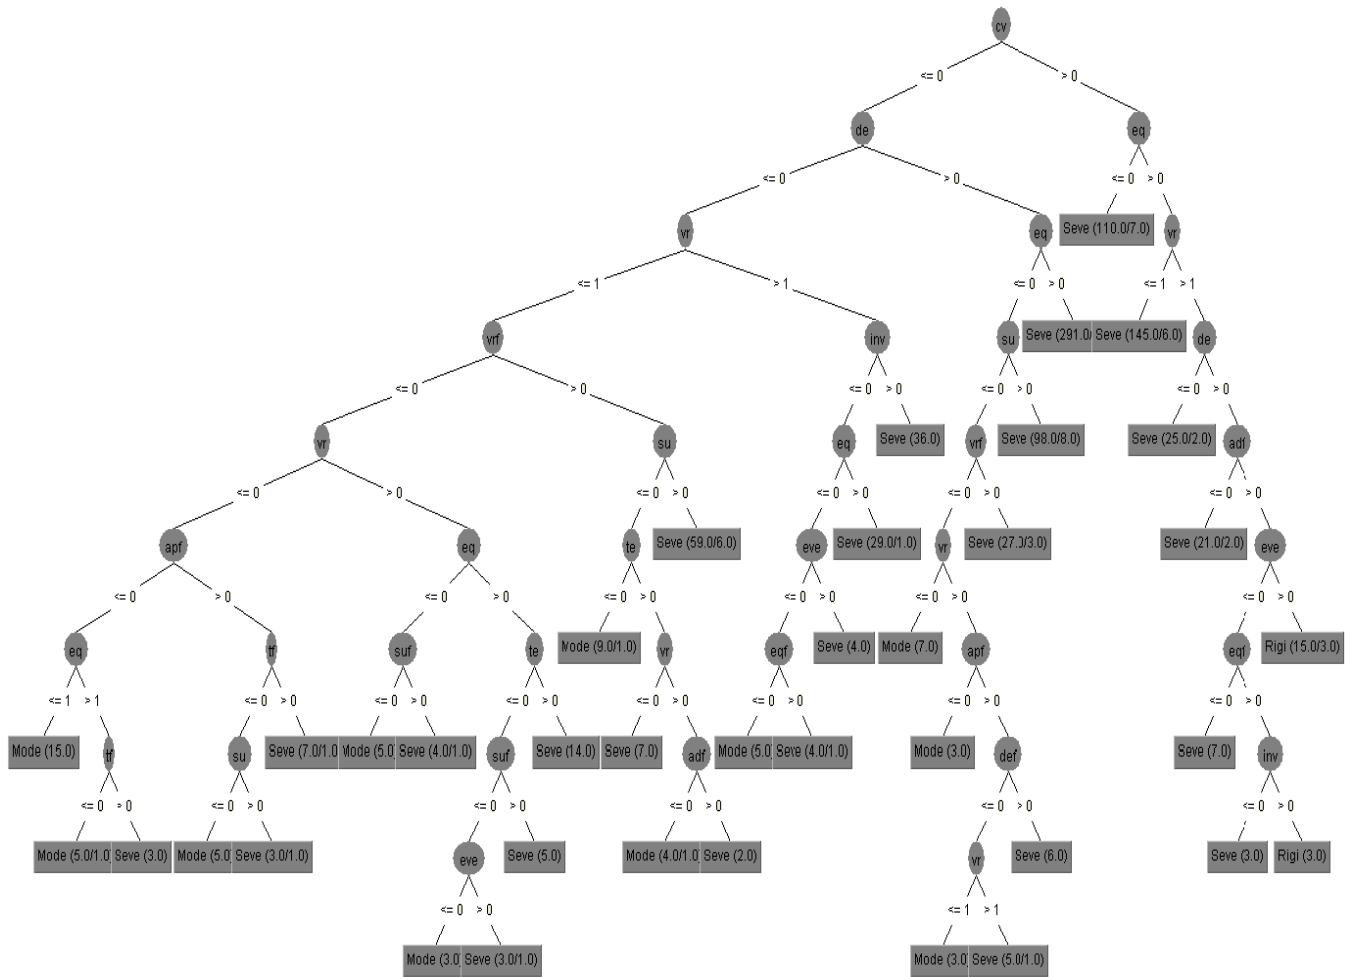 cv
<= 0 > 0
de eq
<= 0 > 0 <= 0 > 0
vr eq Seve (110.0/7.0) vr
<= 1 > 1 <= 0 > 0 <= 1 > 1
vrf inv su Seve (291.0/ Seve (145.0/6.0) de
<= 0 > 0 <= 0 > 0 <= 0 > 0 <= 0 > 0
vr su eq Seve (36.0) vrf Seve (98.0/8.0) Seve (25.0/2.0) adf
<= 0 > 0 <= 0 > 0 <= 0 > 0 <= 0 > 0 <= 0 > 0
apf eq te Seve (59.0/6.0) eve Seve (29.0/1.0) vr Seve (27.0/3.0) Seve (21.0/2.0) eve
<= 0 > 0 <= 0 > 0 <= 0 > 0 <= 0 > 0 <= 0 > 0 <= 0 > 0
eq tf suf te Mode (9.0/1.0) vr eqf Seve (4.0) Mode (7.0) apf eqf Rigi (15.0/3.0)
<= 1 > 1 <= 0 > 0 <= 0 > 0 <= 0 > 0 <= 0 > 0 <= 0 > 0 <= 0 > 0 <= 0 > 0
Mode (15.0) tf su Seve (7.0/1.0 Mode (5.0 Seve (4.0/1.0) suf Seve (14.0) Seve (7.0) adf Mode (5.0 Seve (4.0/1.0) Mode (3.0) def Seve (7.0) inv
<= 0 > 0 <= 0 > 0 <= 0 > 0 <= 0 > 0 <= 0 > 0 <= 0 > 0
Mode (5.0/1.0 Seve (3.0) Mode (5.0 Seve (3.0/1.0) eve Seve (5.0) Mode (4.0/1.0 Seve (2.0) vr Seve (6.0) Seve (3.0) Rigi (3.0)
<= 0 > 0 <= 1 > 1
Mode (3.0 Seve (3.0/1.0) Mode (3.0 Seve (5.0/1.0)